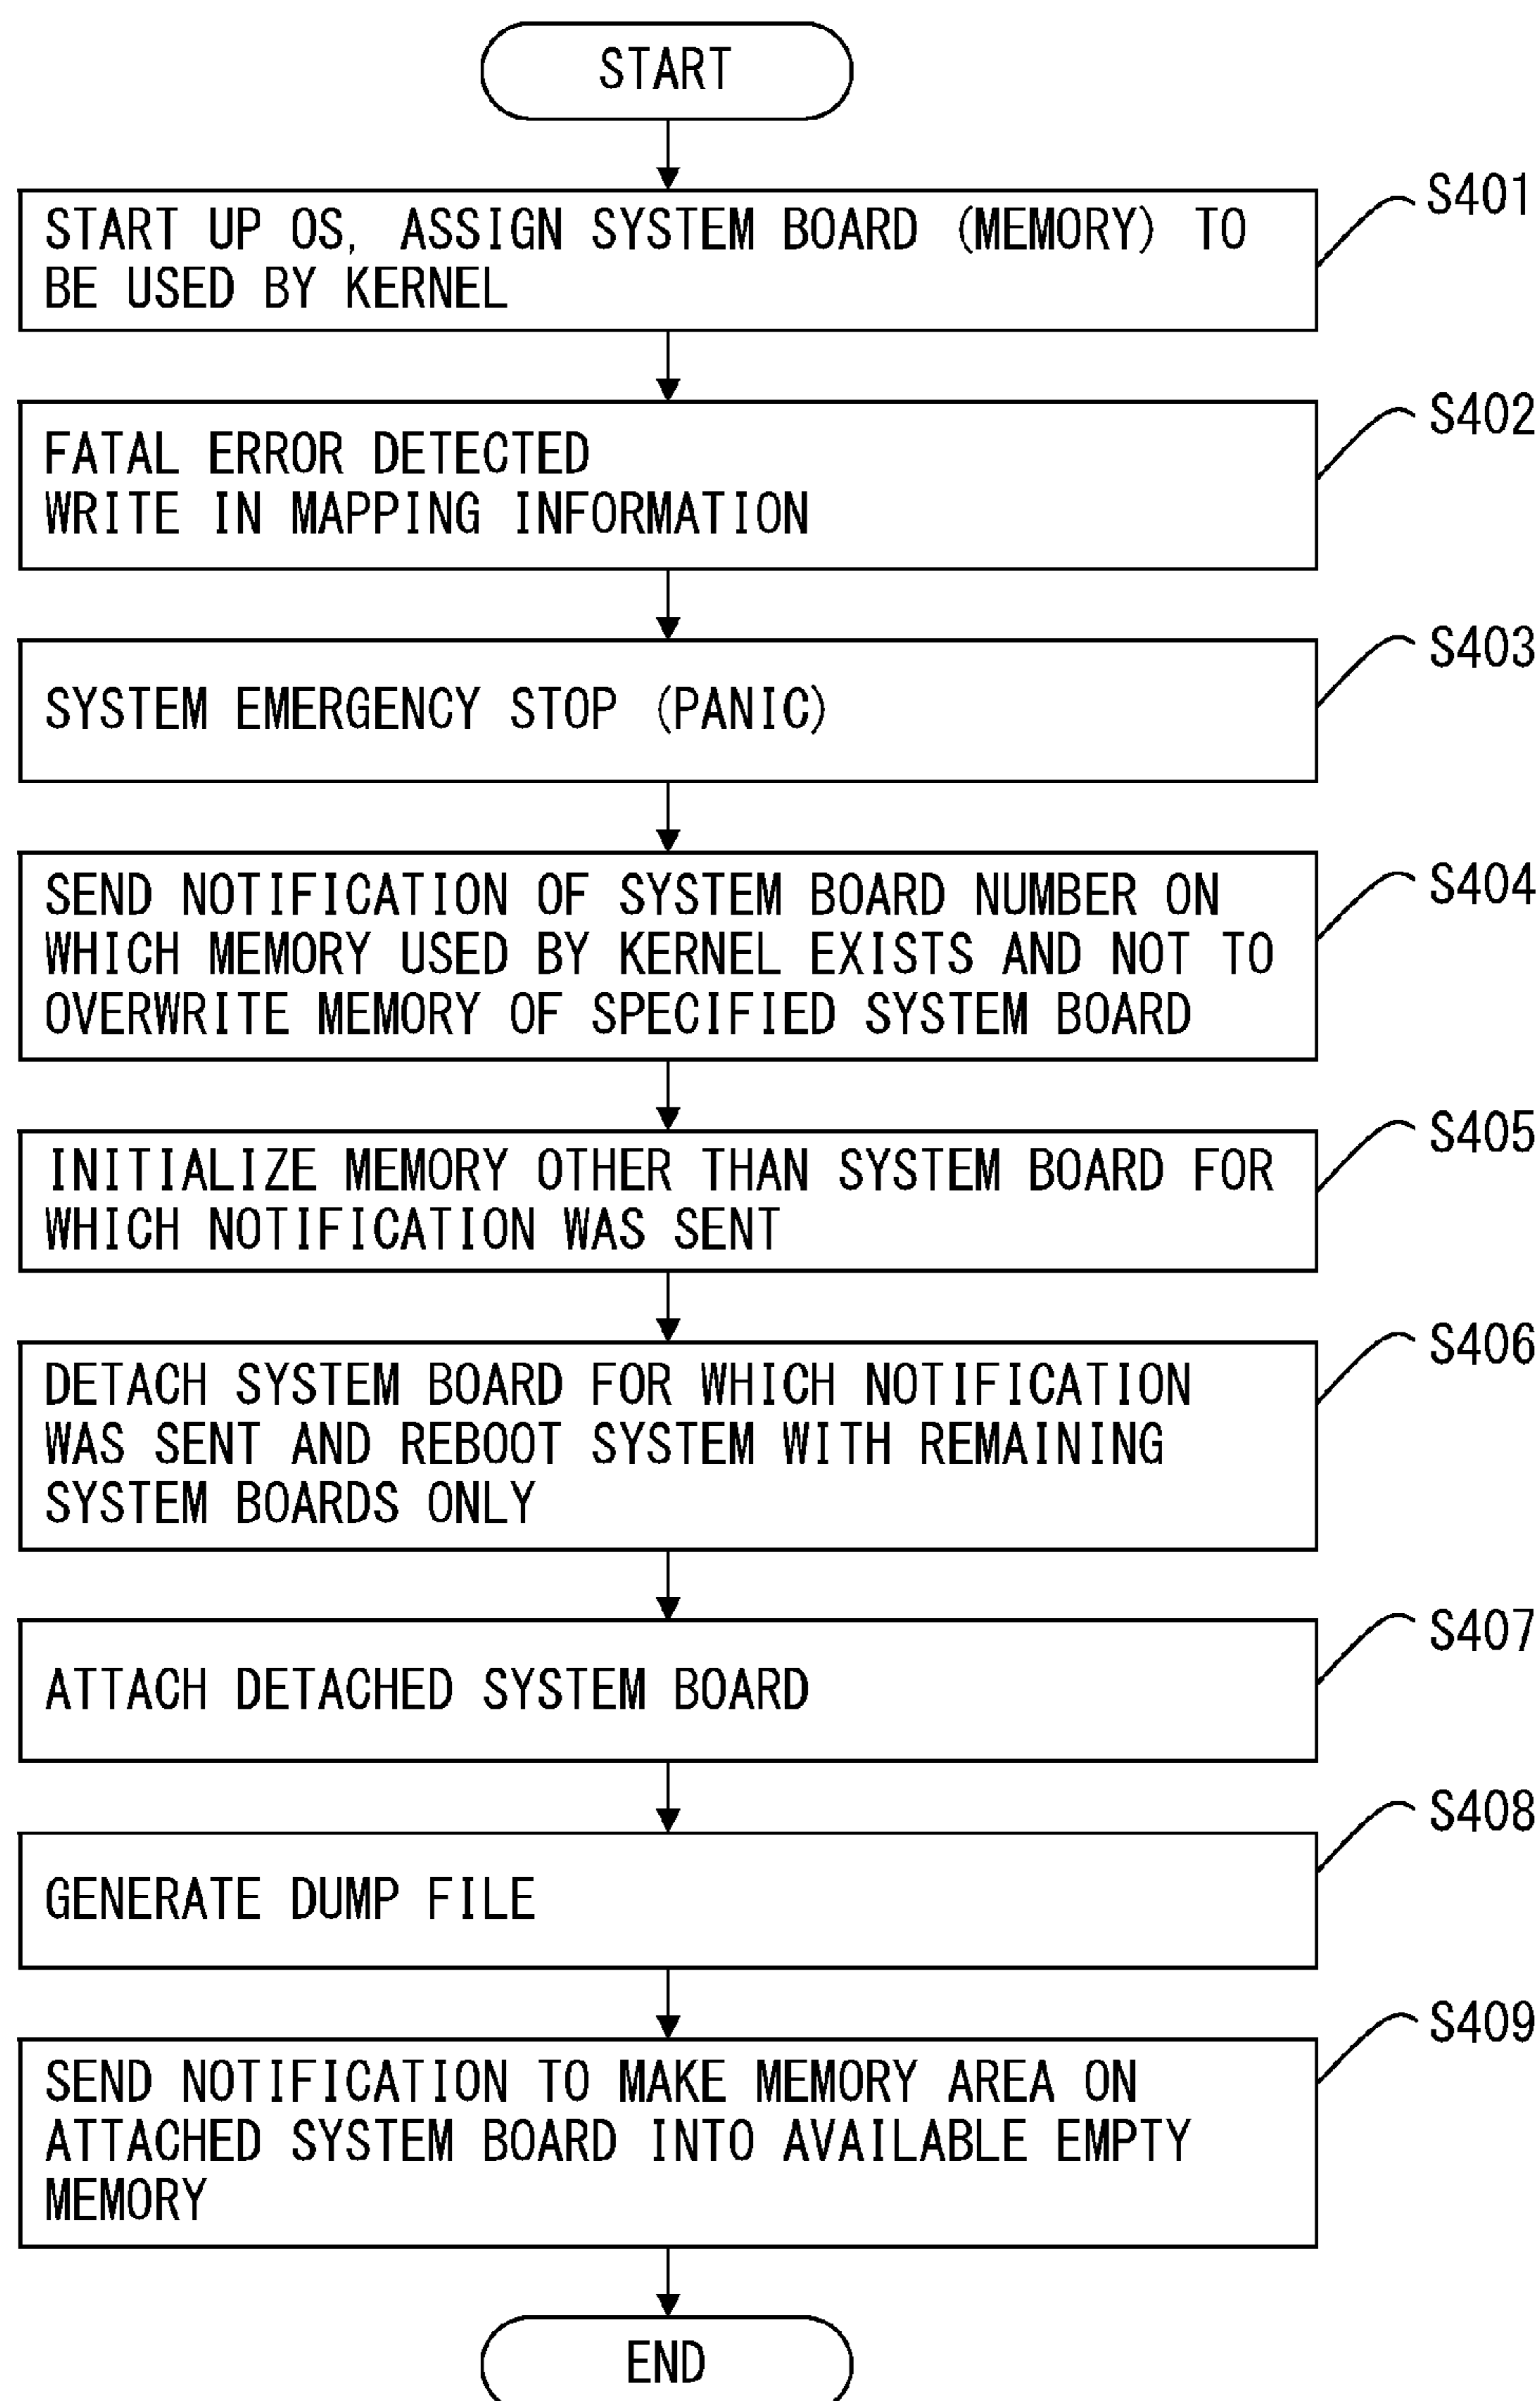 START
START UP OS, ASSIGN SYSTEM BOARD (MEMORY) TO
BE USED BY KERNEL
S401
FATAL ERROR DETECTED
WRITE IN MAPPING INFORMATION
S402
SYSTEM EMERGENCY STOP (PANIC)
S403
SEND NOTIFICATION OF SYSTEM BOARD NUMBER ON
WHICH MEMORY USED BY KERNEL EXISTS AND NOT TO
OVERWRITE MEMORY OF SPECIFIED SYSTEM BOARD
S404
INITIALIZE MEMORY OTHER THAN SYSTEM BOARD FOR
WHICH NOTIFICATION WAS SENT
S405
DETACH SYSTEM BOARD FOR WHICH NOTIFICATION
WAS SENT AND REBOOT SYSTEM WITH REMAINING
SYSTEM BOARDS ONLY
S406
ATTACH DETACHED SYSTEM BOARD
S407
GENERATE DUMP FILE
S408
SEND NOTIFICATION TO MAKE MEMORY AREA ON
ATTACHED SYSTEM BOARD INTO AVAILABLE EMPTY
MEMORY
S409
END